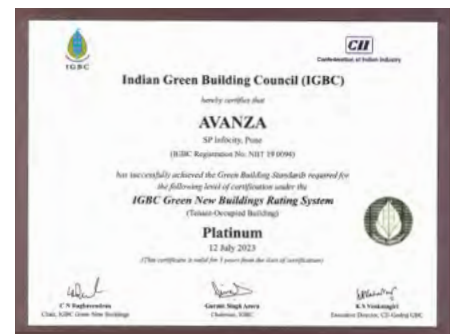 IGBC
CII
Confederation of Indian Industry
Indian Green Building Council (IGBC)
hereby certifies that
AVANZA
SP Infocity, Pune
(IGBC Registration No. NBT 19 0094)
has successfully achieved the Green Building Standards required for
the following level of certification under the
IGBC Green New Buildings Rating System
(Tenant-Occupied Building)
Platinum
12 July 2023
(This certificate is valid for 3 years from the date of certification)
C N Raghavendran
Gurmit Singh Arora
K S Venkatagiri
Chair, IGBC Green New Buildings
Chairman, IGBC
Executive Director, CII-Godrej GBC